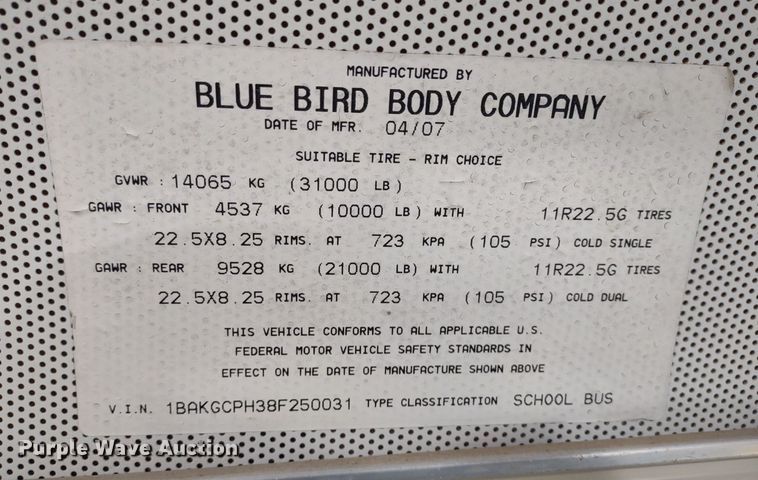 MANUFACTURED BY
BLUE BIRD BODY COMPANY
DATE OF MFR. 04/07
SUITABLE TIRE - RIM CHOICE
GVWR : 14065 KG (31000 LB)
GAWR : FRONT 4537 KG (10000 LB) WITH 11R22.5G TIRES
22.5X8.25 RIMS. AT 723 KPA (105 PSI) COLD SINGLE
GAWR : REAR 9528 KG (21000 LB) WITH 11R22.5G TIRES
22.5X8.25 RIMS. AT 723 KPA (105 PSI) COLD DUAL
THIS VEHICLE CONFORMS TO ALL APPLICABLE U.S.
FEDERAL MOTOR VEHICLE SAFETY STANDARDS IN
EFFECT ON THE DATE OF MANUFACTURE SHOWN ABOVE
V.I.N. 1BAKGCPH38F250031 TYPE CLASSIFICATION SCHOOL BUS
Purple Wave Auction